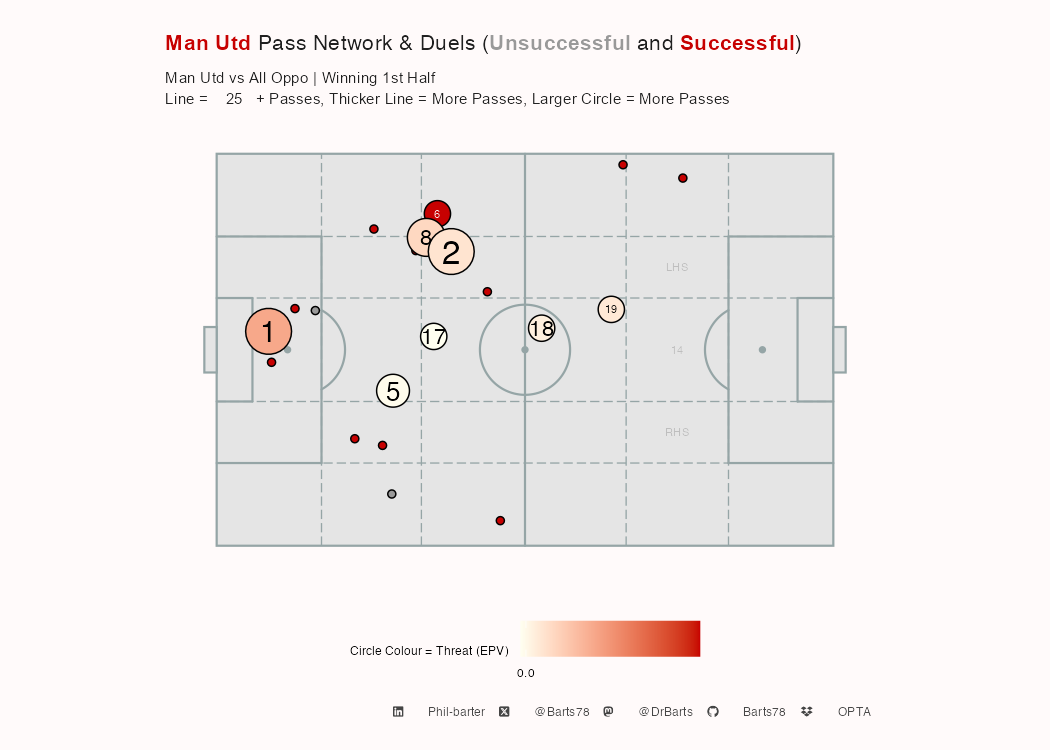 Man Utd Pass Network & Duels (Unsuccessful and Successful)
Man Utd vs All Oppo | Winning 1st Half
Line = 25 + Passes, Thicker Line = More Passes, Larger Circle = More Passes
6
8
2
LHS
19
1
18
17
14
5
RHS
Circle Colour = Threat (EPV)
0.0
Phil-barter @Barts78 @DrBarts Barts78 OPTA